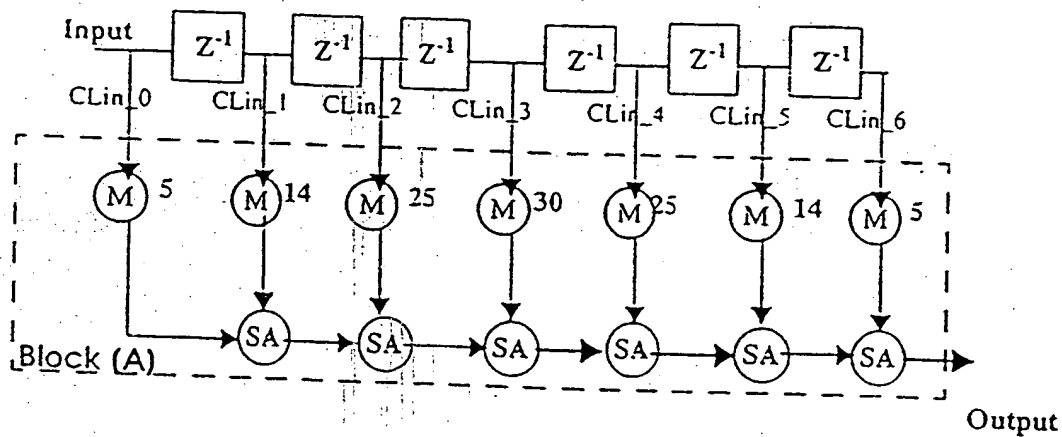 Input
Z-1 Z-1 Z-1 Z-1 Z-1 Z-1
CLin_0 CLin_1 CLin_2 CLin_3 CLin_4 CLin_5 CLin_6
M 5 M 14 M 25 M 30 M 25 M 14 M 5
SA SA SA SA SA SA
Block (A)
Output